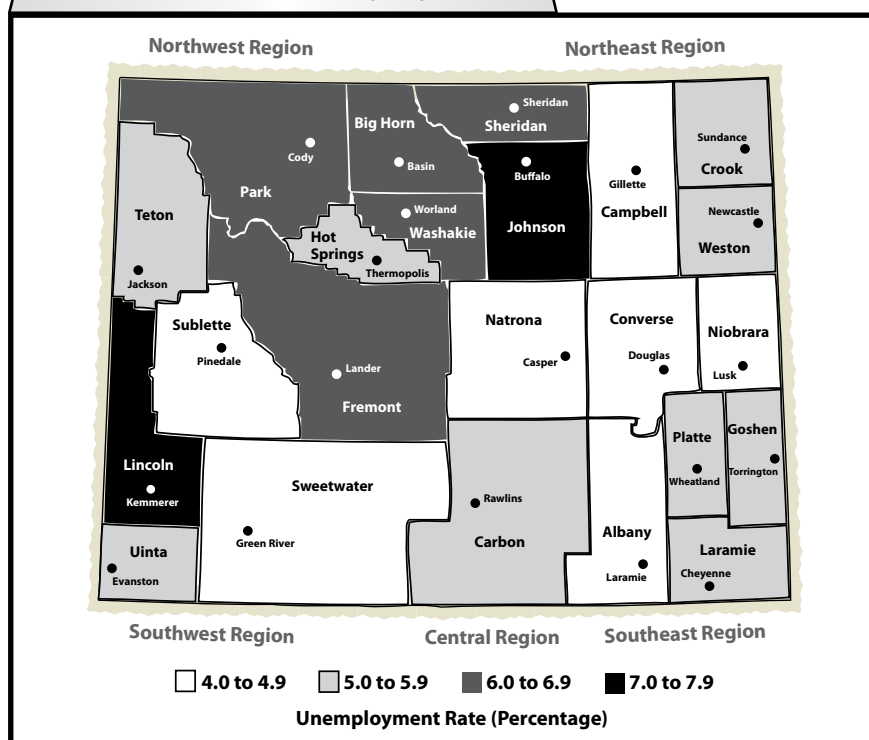 Northwest Region
Northeast Region
Sheridan
Sheridan
Big Horn
Basin
Cody
Park
Buffalo
Johnson
Gillette
Campbell
Sundance
Crook
Newcastle
Weston
Teton
Jackson
Worland
Washakie
Hot
Springs
Thermopolis
Sublette
Pinedale
Lander
Fremont
Natrona
Casper
Converse
Douglas
Niobrara
Lusk
Lincoln
Kemmerer
Sweetwater
Green River
Rawlins
Carbon
Albany
Laramie
Platte
Wheatland
Goshen
Torrington
Laramie
Cheyenne
Uinta
Evanston
Southwest Region
Central Region
Southeast Region
4.0 to 4.9 5.0 to 5.9 6.0 to 6.9 7.0 to 7.9
Unemployment Rate (Percentage)